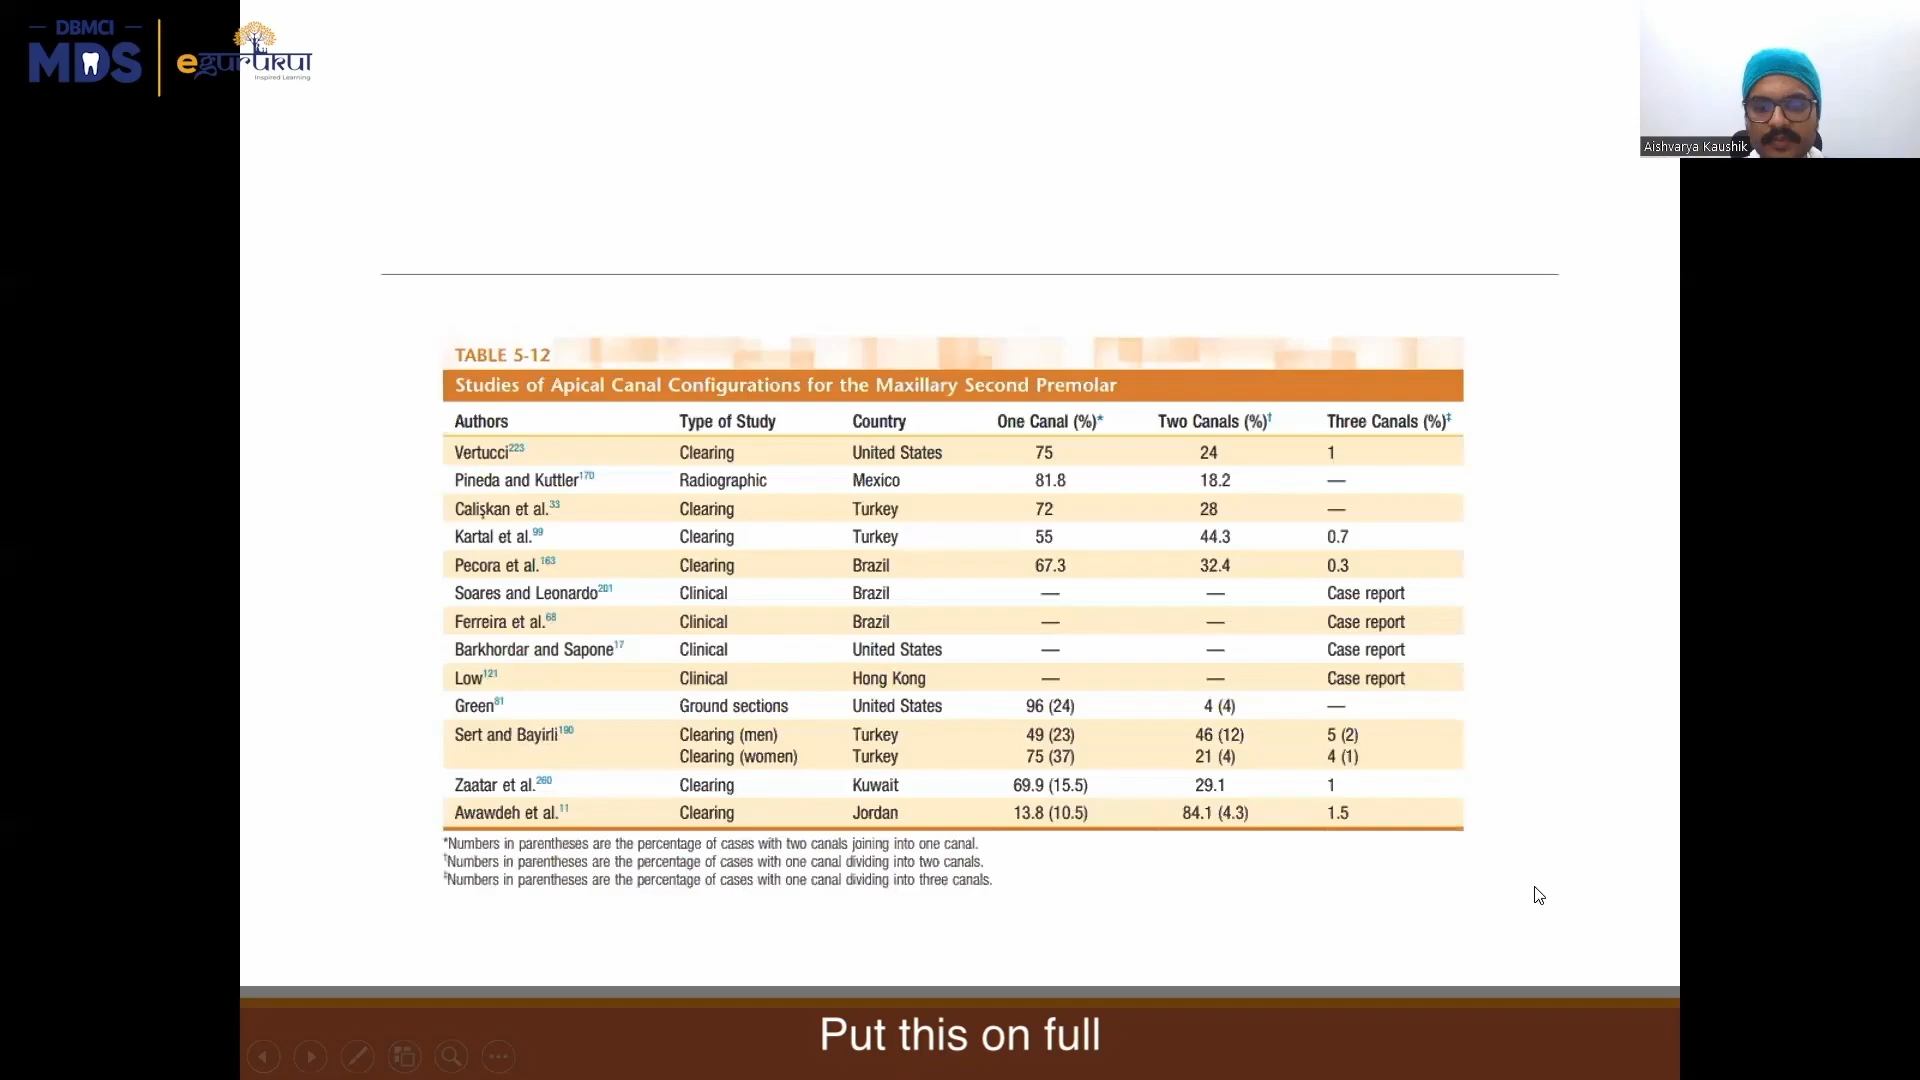 DBMCI
MDS
egurukul
Inspired Learning
Aishvarya Kaushik
TABLE 5-12
Studies of Apical Canal Configurations for the Maxillary Second Premolar
Authors Type of Study Country One Canal (%)* Two Canals (%)† Three Canals (%)‡
Vertucci223 Clearing United States 75 24 1
Pineda and Kuttler170 Radiographic Mexico 81.8 18.2 —
Calişkan et al.33 Clearing Turkey 72 28 —
Kartal et al.99 Clearing Turkey 55 44.3 0.7
Pecora et al.163 Clearing Brazil 67.3 32.4 0.3
Soares and Leonardo201 Clinical Brazil — — Case report
Ferreira et al.68 Clinical Brazil — — Case report
Barkhordar and Sapone17 Clinical United States — — Case report
Low121 Clinical Hong Kong — — Case report
Green81 Ground sections United States 96 (24) 4 (4) —
Sert and Bayirli190 Clearing (men) Turkey 49 (23) 46 (12) 5 (2)
Clearing (women) Turkey 75 (37) 21 (4) 4 (1)
Zaatar et al.260 Clearing Kuwait 69.9 (15.5) 29.1 1
Awawdeh et al.11 Clearing Jordan 13.8 (10.5) 84.1 (4.3) 1.5
*Numbers in parentheses are the percentage of cases with two canals joining into one canal.
†Numbers in parentheses are the percentage of cases with one canal dividing into two canals.
‡Numbers in parentheses are the percentage of cases with one canal dividing into three canals.
Put this on full